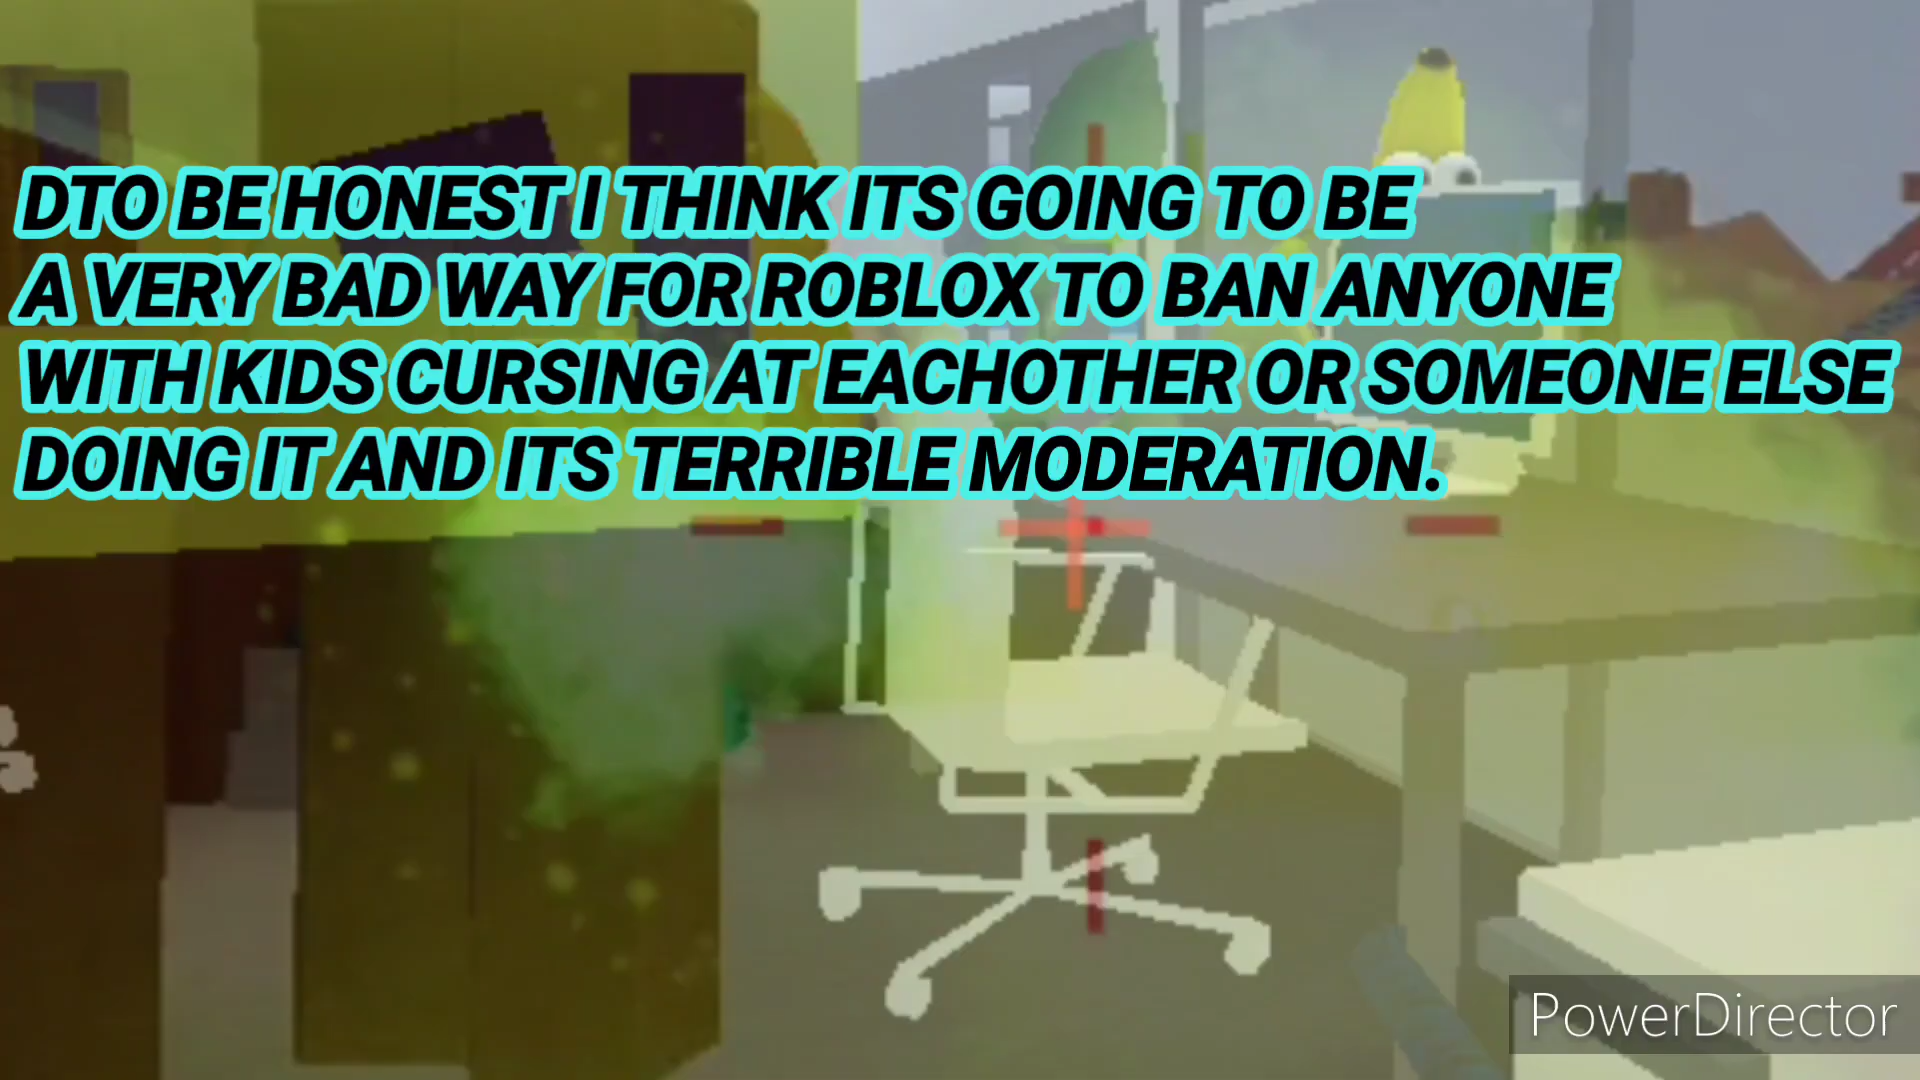 DTO BE HONEST I THINK ITS GOING TO BE
A VERY BAD WAY FOR ROBLOX TO BAN ANYONE
WITH KIDS CURSING AT EACHOTHER OR SOMEONE ELSE
DOING IT AND ITS TERRIBLE MODERATION.
PowerDirector